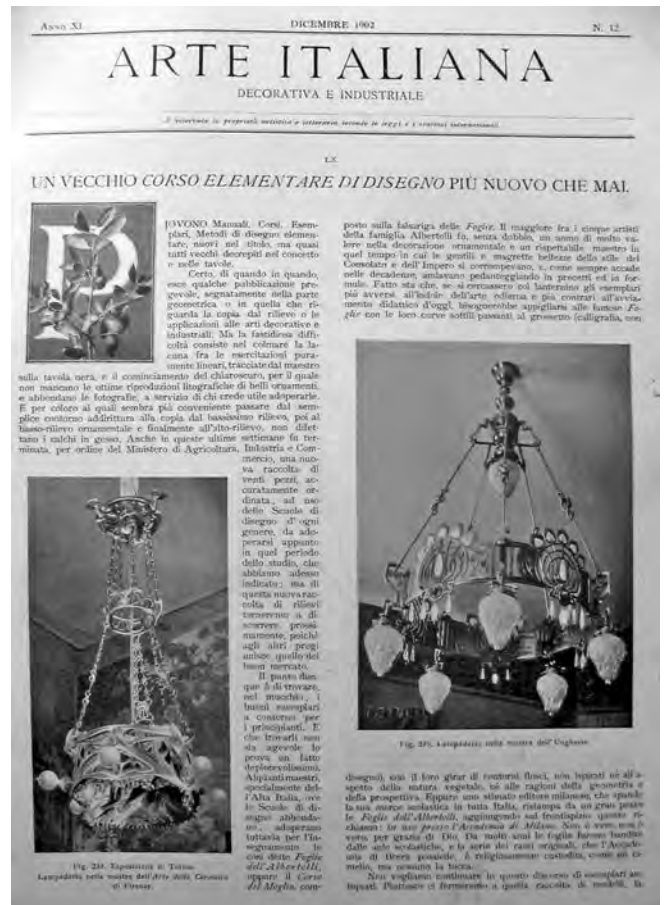 ANNO XI.
DICEMBRE 1902
N. 12
ARTE ITALIANA
DECORATIVA E INDUSTRIALE
È riservata la proprietà artistica e letteraria, secondo le leggi e i trattati internazionali.
LX
UN VECCHIO CORSO ELEMENTARE DI DISEGNO PIÙ NUOVO CHE MAI.
P
IOVONO Manuali, Corsi, Esem-
plari, Metodi di disegno elemen-
tare, nuovi nel titolo, ma quasi
tutti vecchi decrepiti nel concetto
e nelle tavole.
Certo, di quando in quando,
esce qualche pubblicazione pre-
gevole, segnatamente nella parte
geometrica o in quella che ri-
guarda la copia dal rilievo o le
applicazioni alle arti decorative e
industriali. Ma la fastidiosa diffi-
coltà consiste nel colmare la la-
cuna fra le esercitazioni pura-
mente lineari, tracciate dal maestro
sulla tavola nera, e il cominciamento del chiaroscuro, per il quale
non mancano le ottime riproduzioni litografiche di belli ornamenti,
e abbondano le fotografie, a servizio di chi crede utile adoperarle.
E per coloro ai quali sembra più conveniente passare dal sem-
plice contorno addirittura alla copia dal bassissimo rilievo, poi al
basso-rilievo ornamentale e finalmente all'alto-rilievo, non difet-
tano i calchi in gesso. Anche in queste ultime settimane fu ter-
minata, per ordine del Ministero di Agricoltura, Industria e Com-
mercio, una nuo-
va raccolta di
venti pezzi, ac-
curatamente or-
dinata, ad uso
delle Scuole di
disegno d'ogni
genere, da ado-
perarsi appunto
in quel periodo
dello studio, che
abbiamo adesso
indicato; ma di
questa nuova rac-
colta di rilievi
torneremo a di-
scorrere prossi-
mamente, poichè
agli altri pregi
unisce quello del
buon mercato.
Il punto dun-
que è di trovare,
nel mucchio, i
buoni esemplari
a contorni per
i principianti. E
che trovarli non
sia agevole lo
prova un fatto
deplorevolissimo.
Alquanti maestri,
specialmente del-
l'Alta Italia, ove
le Scuole di di-
segno abbonda-
no, adoperano
tuttavia per l'in-
segnamento le
così dette Foglie
dell'Albertolli,
oppure il Corso
del Moglia, com-
Fig. 234. Esposizione di Torino.
Lampadario nella mostra dell'Arte della Ceramica
di Firenze.
posto sulla falsariga delle Foglie. Il maggiore fra i cinque artisti
della famiglia Albertolli fu, senza dubbio, un uomo di molto va-
lore nella decorazione ornamentale e un rispettabile maestro in
quel tempo in cui le gentili e magrette bellezze dello stile del
Consolato e dell'Impero si corrompevano, e, come sempre accade
nelle decadenze, andavano pedanteggiando in precetti ed in for-
mule. Fatto sta che, se si cercassero col lanternino gli esemplari
più avversi all'indole dell'arte odierna e più contrari all'avvia-
mento didattico d'oggi, bisognerebbe appigliarsi alle famose Fo-
glie con le loro curve sottili passanti al grossetto (calligrafia, non
Fig. 235. Lampadario nella mostra dell'Ungheria.
disegno), con il loro girar di contorni flosci, non ispirati nè all'a-
spetto della natura vegetale, nè alle ragioni della geometria e
della prospettiva. Eppure uno stimato editore milanese, che spande
la sua merce scolastica in tutta Italia, ristampa da un gran pezzo
le Foglie dell'Albertolli, aggiungendo sul frontispizio questo ri-
chiamo: in uso presso l'Accademia di Milano. Non è vero, non è
vero, per grazia di Dio. Da molti anni le foglie furono bandite
dalle aule scolastiche, e la serie dei rami originali, che l'Accade-
mia di Brera possiede, è religiosamente custodita, come un ci-
melio, ma nessuno la tocca.
Non vogliamo continuare in questo discorso di esemplari an-
tiquati. Piuttosto ci fermeremo a quella raccolta di modelli, la